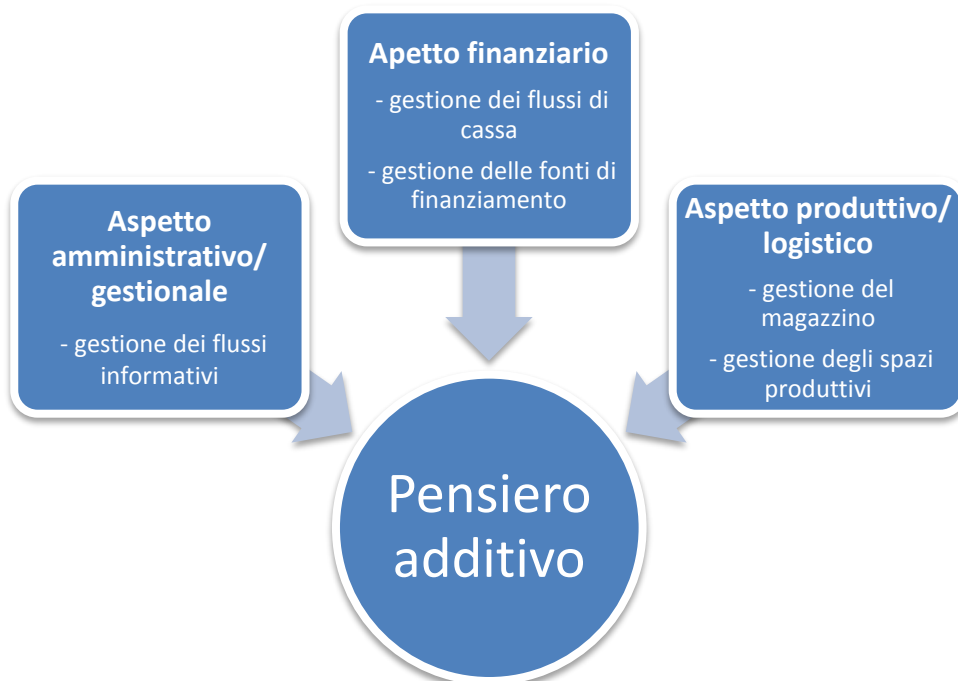 Apetto finanziario
- gestione dei flussi di
cassa
- gestione delle fonti di
finanziamento
Aspetto
amministrativo/
gestionale
- gestione dei flussi
informativi
Aspetto produttivo/
logistico
- gestione del
magazzino
- gestione degli spazi
produttivi
Pensiero
additivo